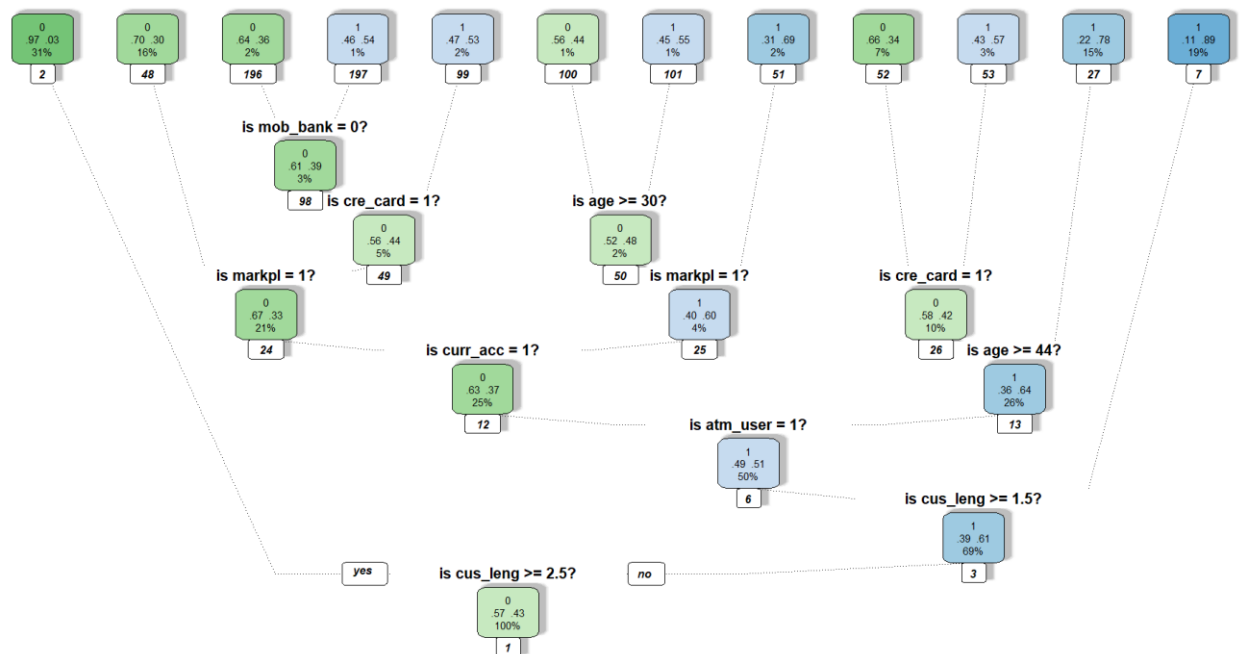 0 0 0 1 1 0 1 1 0 1 1 1
.97 .03 .70 .30 .64 .36 .46 .54 .47 .53 .56 .44 .45 .55 .31 .69 .66 .34 .43 .57 .22 .78 .11 .89
31% 16% 2% 1% 2% 1% 1% 2% 7% 3% 15% 19%
2 48 196 197 99 100 101 51 52 53 27 7
is mob_bank = 0?
0
.61 .39
3%
98
is cre_card = 1? is age >= 30?
0 0
.56 .44 .52 .48
5% 2%
49 50
is markpl = 1? is markpl = 1? is cre_card = 1?
0 1 0
.67 .33 .40 .60 .58 .42
21% 4% 10%
24 25 26
is curr_acc = 1? is age >= 44?
0 1
.63 .37 .36 .64
25% 26%
12 13
is atm_user = 1?
1
.49 .51
50%
6
is cus_leng >= 1.5?
1
.39 .61
69%
3
yes is cus_leng >= 2.5? no
0
.57 .43
100%
1